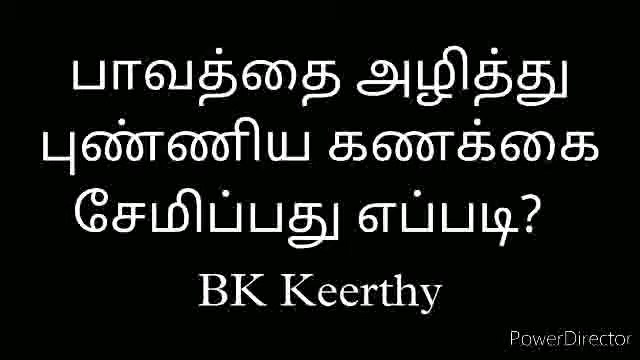 பாவத்தை அழித்து
புண்ணிய கணக்கை
சேமிப்பது எப்படி?
BK Keerthy
PowerDirector